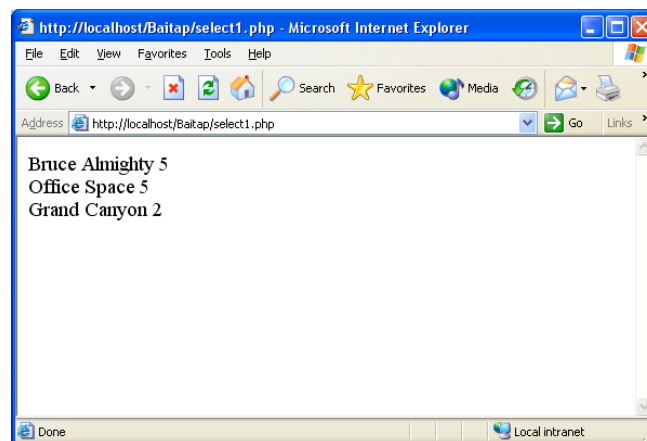 http://localhost/Baitap/select1.php - Microsoft Internet Explorer
File Edit View Favorites Tools Help
Back Search Favorites Media
Address http://localhost/Baitap/select1.php Go Links
Bruce Almighty 5
Office Space 5
Grand Canyon 2
Done Local intranet